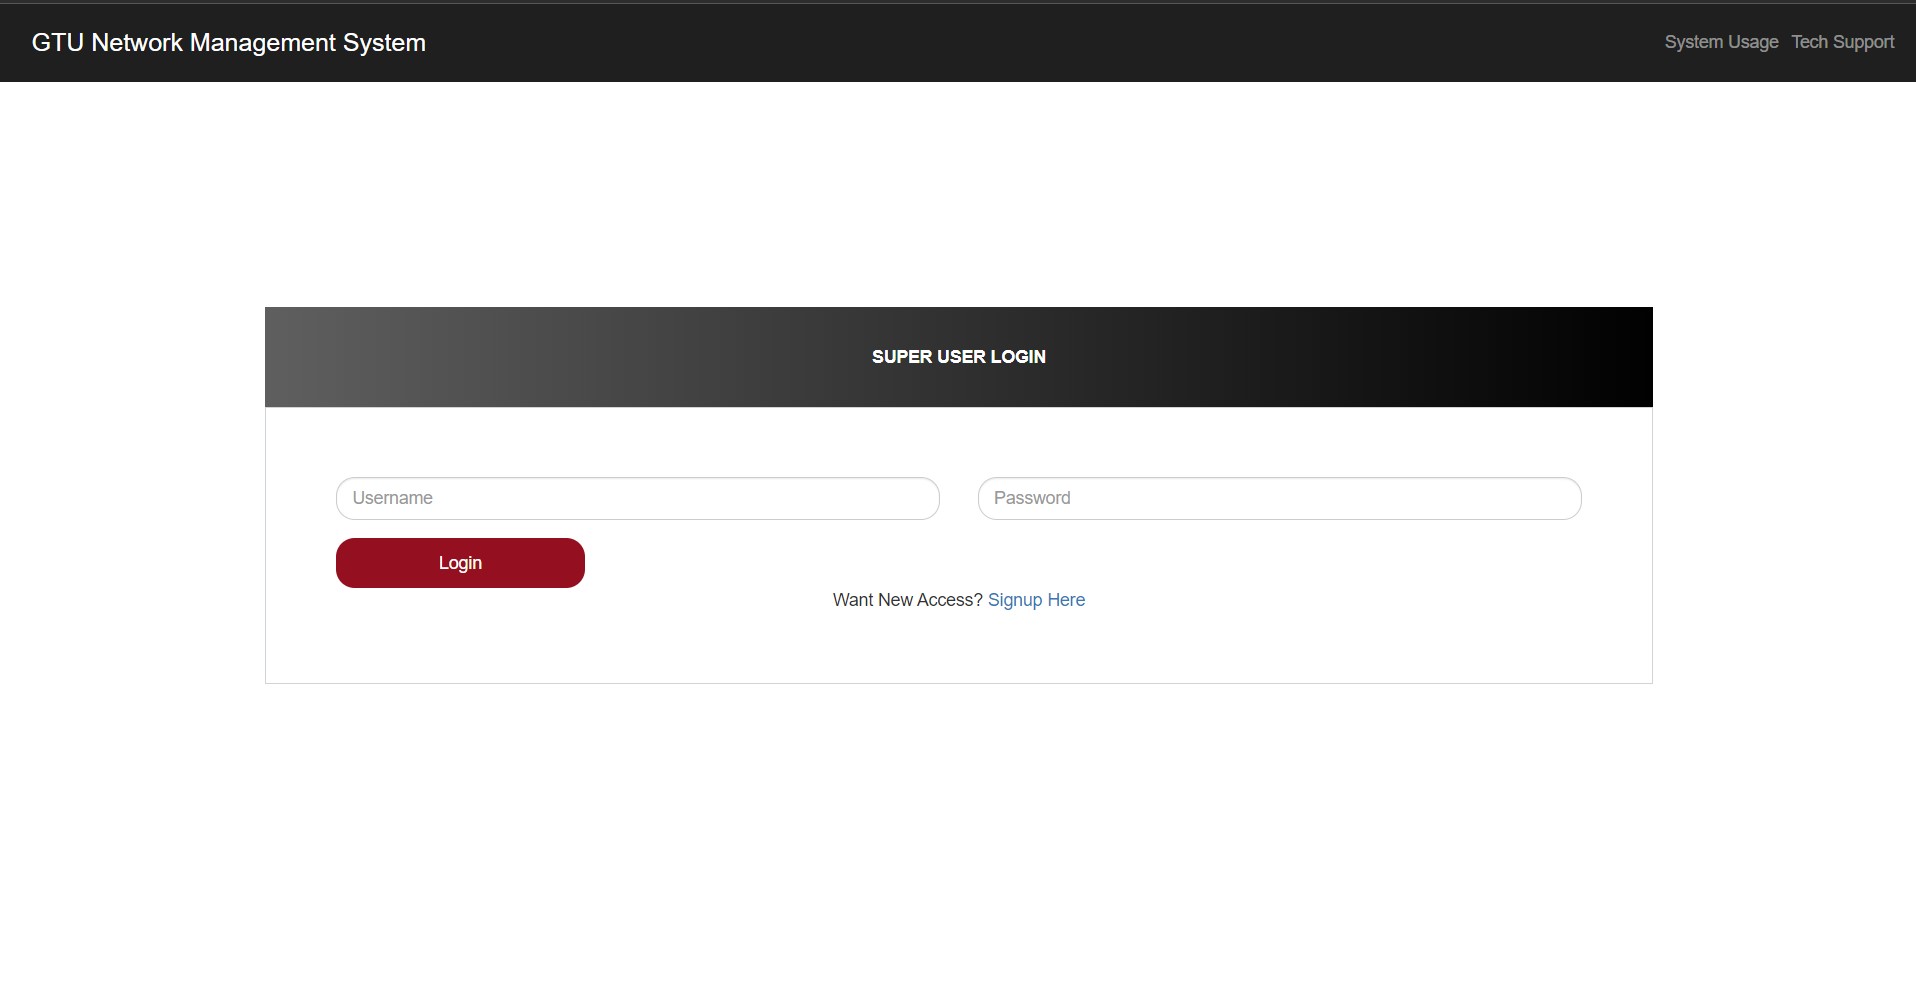 GTU Network Management System
System Usage Tech Support
SUPER USER LOGIN
Username
Password
Login
Want New Access? Signup Here